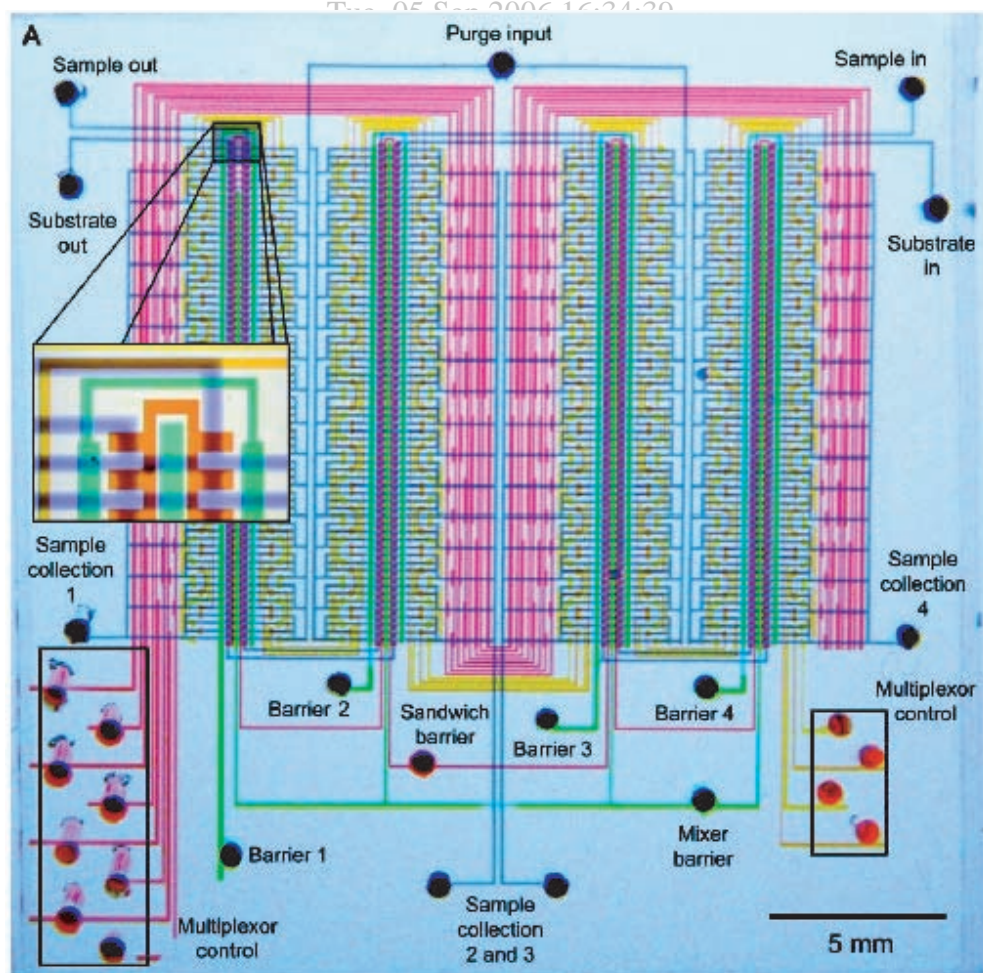 Tue, 05 Sep 2006 16:34:39
A
Purge input
Sample out
Sample in
Substrate
out
Substrate
in
Sample
collection
1
Sample
collection
4
Barrier 2
Sandwich
barrier
Barrier 3
Barrier 4
Multiplexor
control
Barrier 1
Mixer
barrier
Multiplexor
control
Sample
collection
2 and 3
5 mm